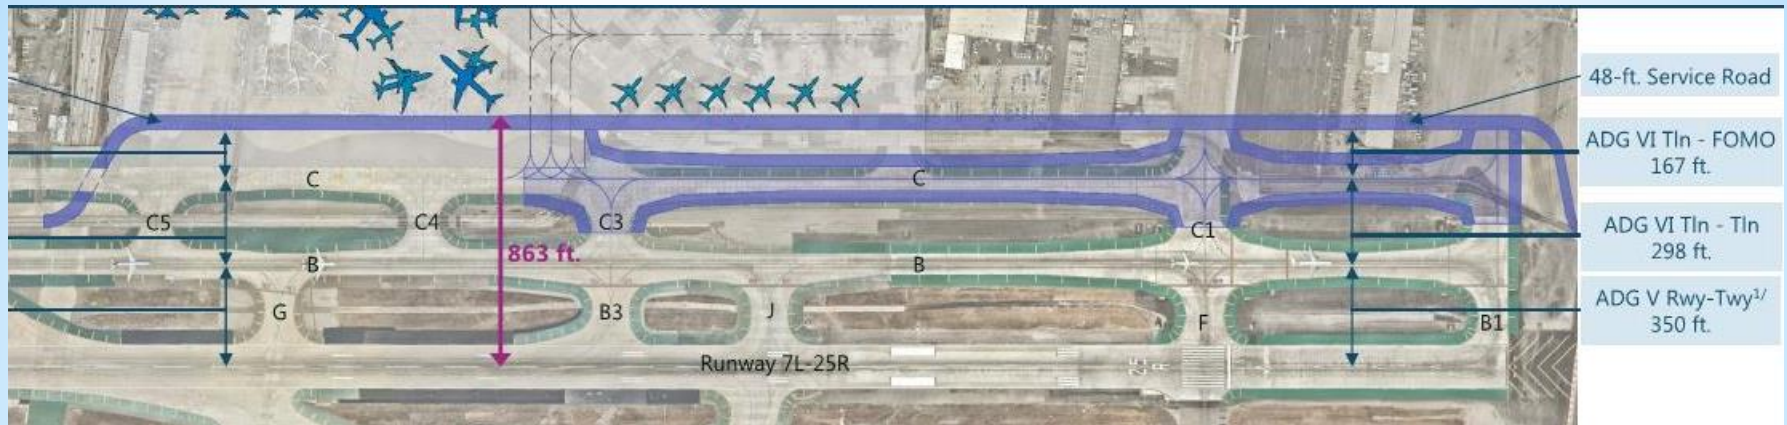 48-ft. Service Road
ADG VI Tln - FOMO
167 ft.
C
C
C5
C4
C3
C1
ADG VI Tln - Tln
298 ft.
863 ft.
B
B
G
B3
J
F
B1
ADG V Rwy-Twy1/
350 ft.
Runway 7L-25R
25
R